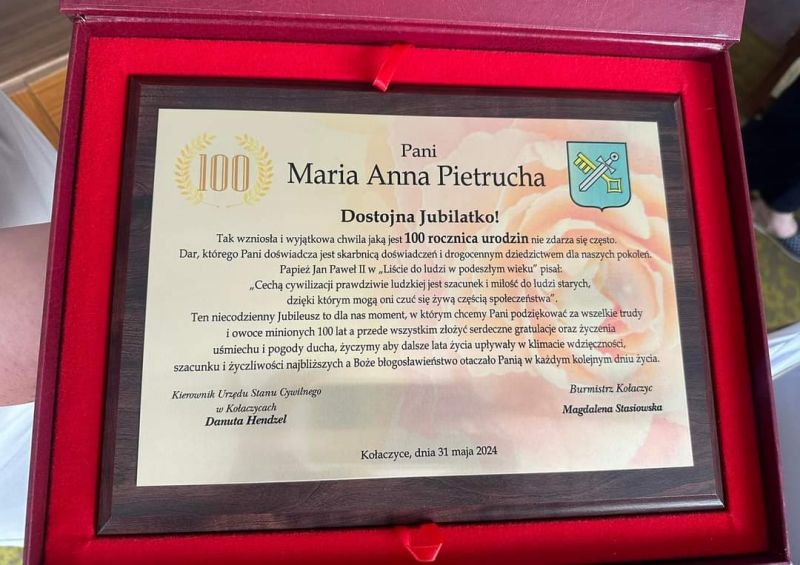 100
Pani
Maria Anna Pietrucha
Dostojna Jubilatko!
Tak wzniosła i wyjątkowa chwila jaką jest 100 rocznica urodzin nie zdarza się często.
Dar, którego Pani doświadcza jest skarbnicą doświadczeń i drogocennym dziedzictwem dla naszych pokoleń.
Papież Jan Paweł II w „Liście do ludzi w podeszłym wieku" pisał:
„Cechą cywilizacji prawdziwie ludzkiej jest szacunek i miłość do ludzi starych,
dzięki którym mogą oni czuć się żywą częścią społeczeństwa".
Ten niecodzienny Jubileusz to dla nas moment, w którym chcemy Pani podziękować za wszelkie trudy
i owoce minionych 100 lat a przede wszystkim złożyć serdeczne gratulacje oraz życzenia
uśmiechu i pogody ducha, życzymy aby dalsze lata życia upływały w klimacie wdzięczności,
szacunku i życzliwości najbliższych a Boże błogosławieństwo otaczało Panią w każdym kolejnym dniu życia.
Kierownik Urzędu Stanu Cywilnego
w Kołaczycach
Danuta Hendzel
Burmistrz Kołaczyc
Magdalena Stasiowska
Kołaczyce, dnia 31 maja 2024